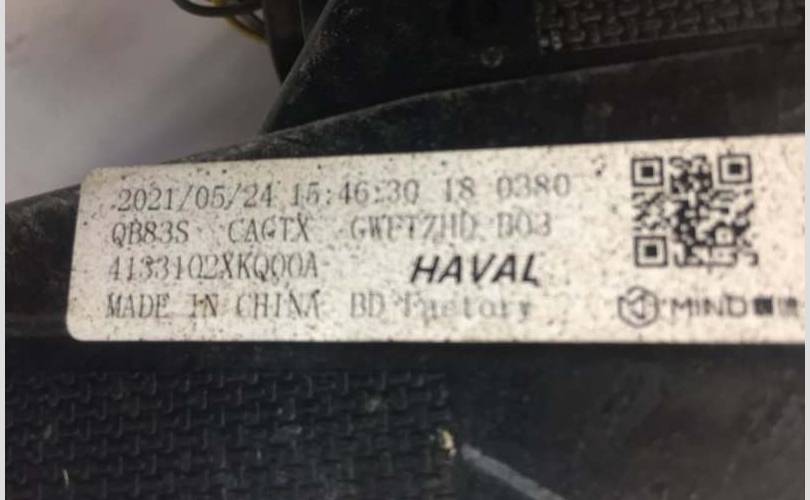 2021/05/24 15:46:30 18 0380
QB83S CAGTX GWFTZHD B03
4133102XKQ00A HAVAL
MADE IN CHINA BD Factory
MIND